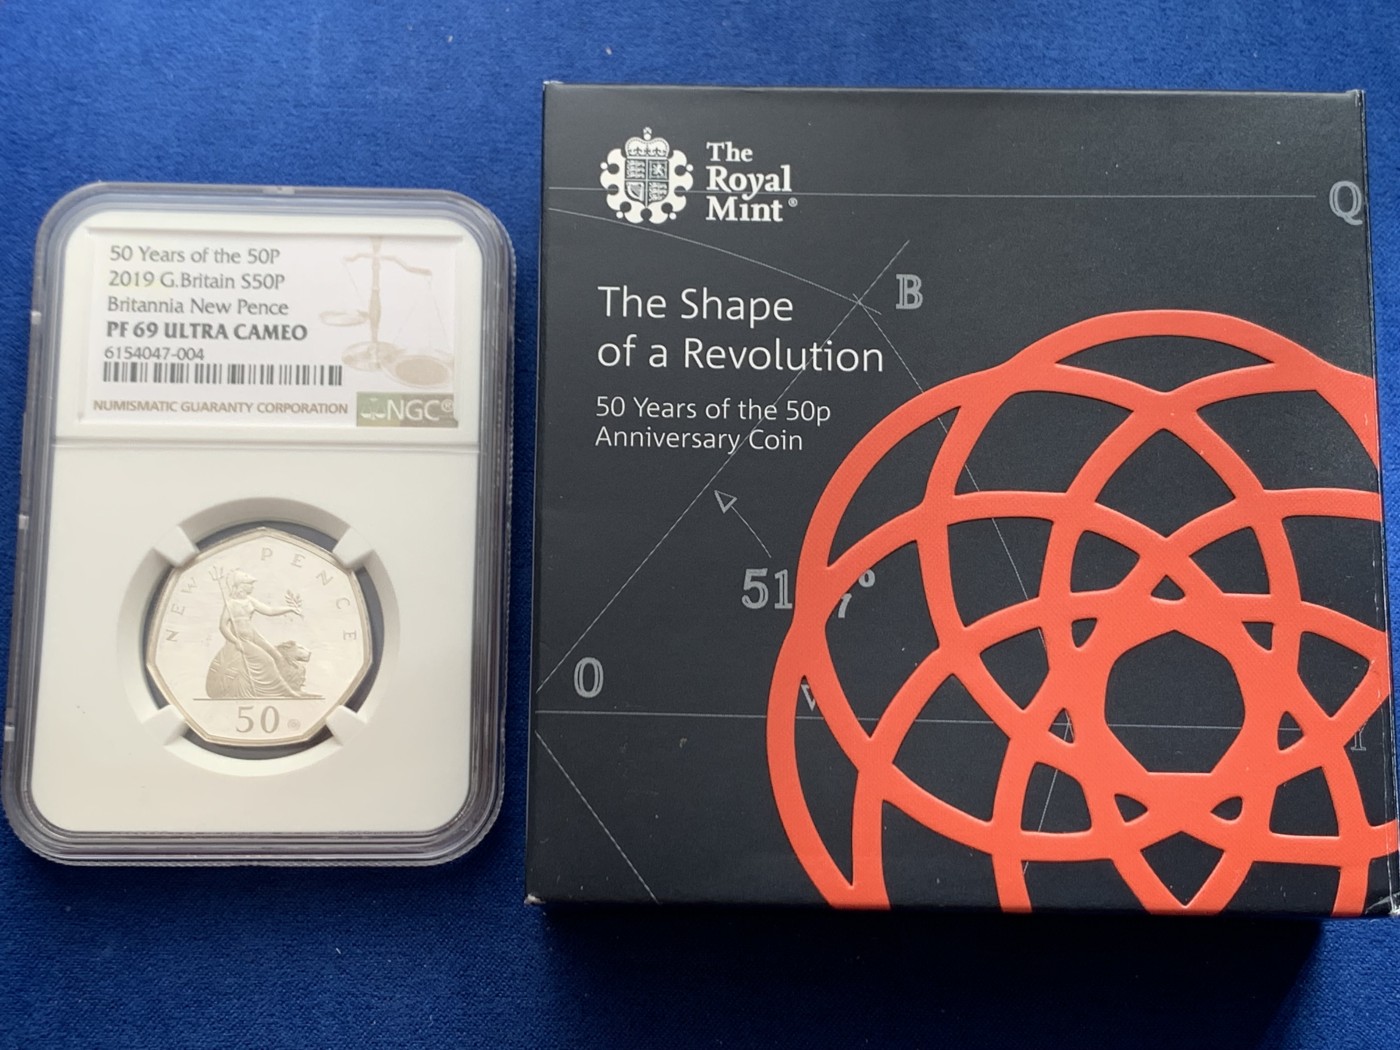 50 Years of the 50P
2019 G.Britain S50P
Britannia New Pence
PF 69 ULTRA CAMEO
6154047-004
NUMISMATIC GUARANTY CORPORATION
NGC®
NEW PENCE
50
The
Royal
Mint®
The Shape
of a Revolution
50 Years of the 50p
Anniversary Coin
Q
B
51
7
O